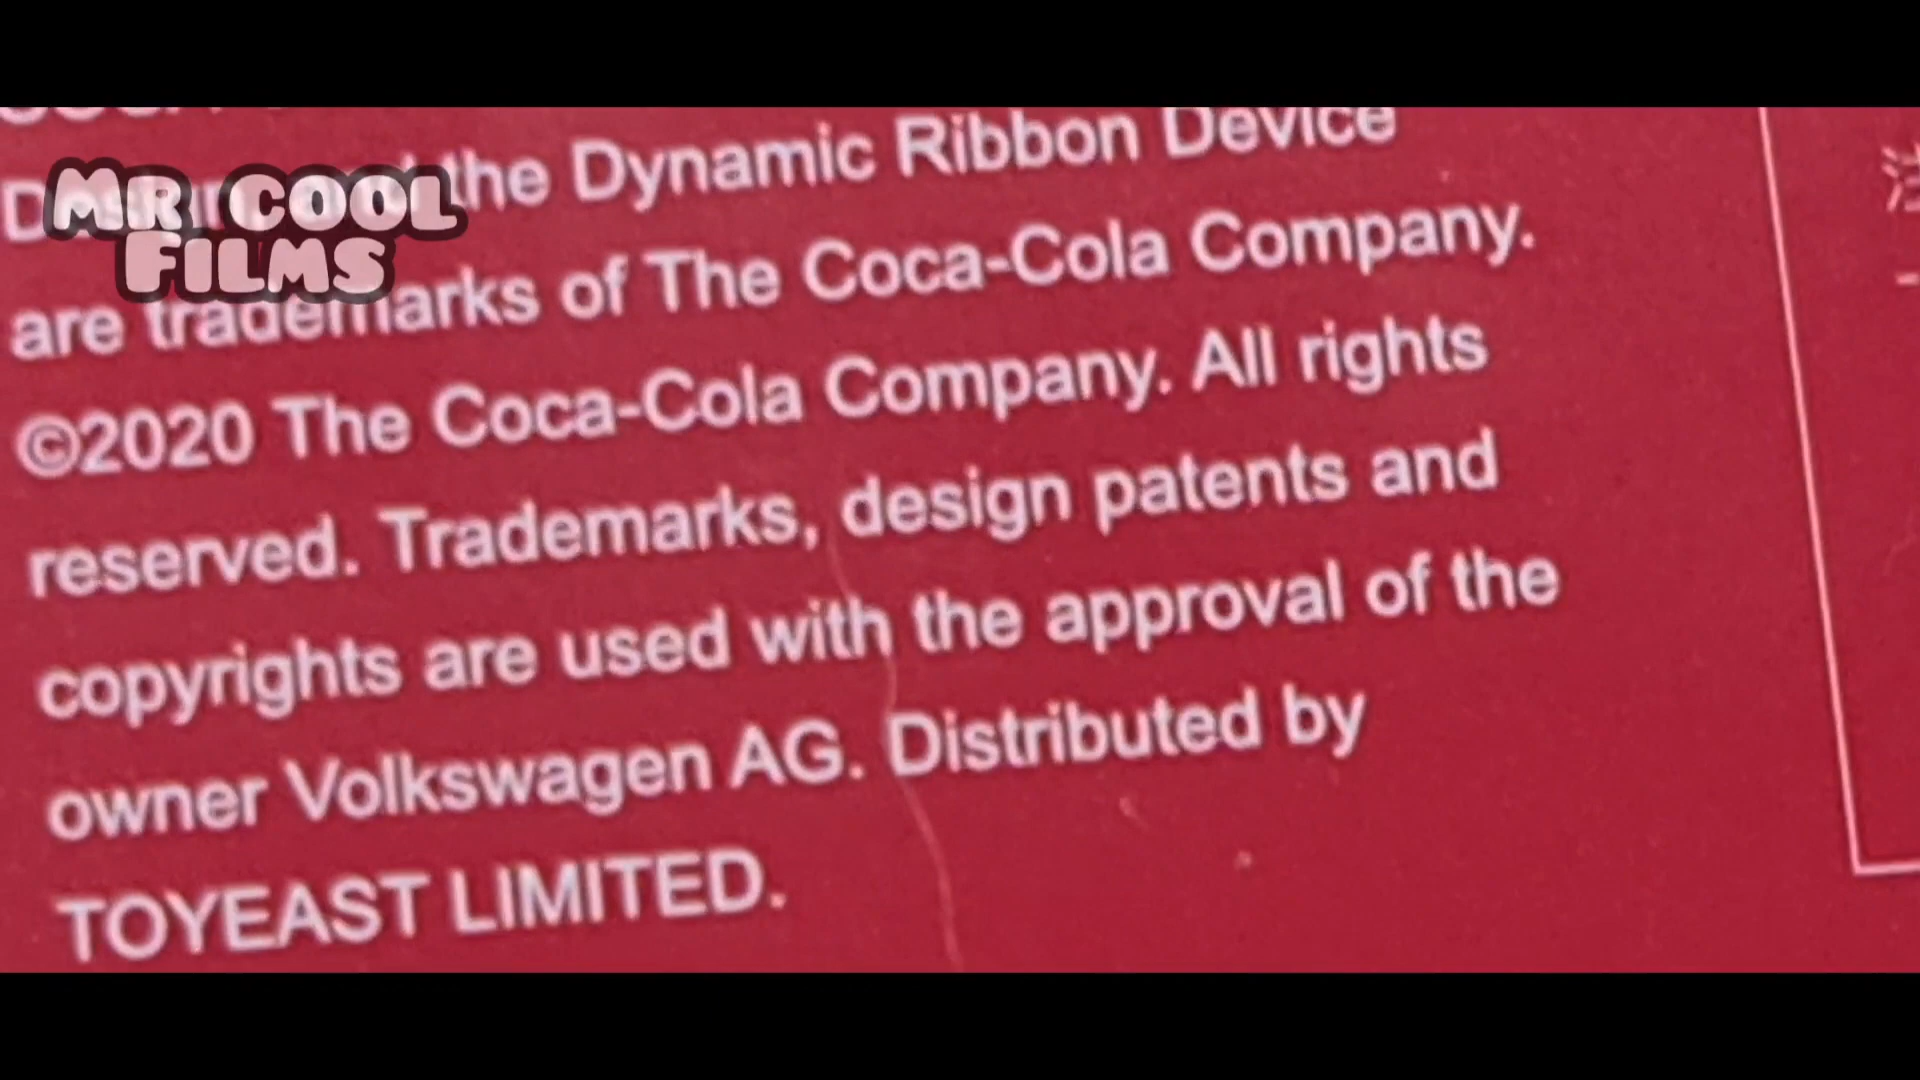 MR COOL
FILMS
the Dynamic Ribbon Device
are trademarks of The Coca-Cola Company.
©2020 The Coca-Cola Company. All rights
reserved. Trademarks, design patents and
copyrights are used with the approval of the
owner Volkswagen AG. Distributed by
TOYEAST LIMITED.